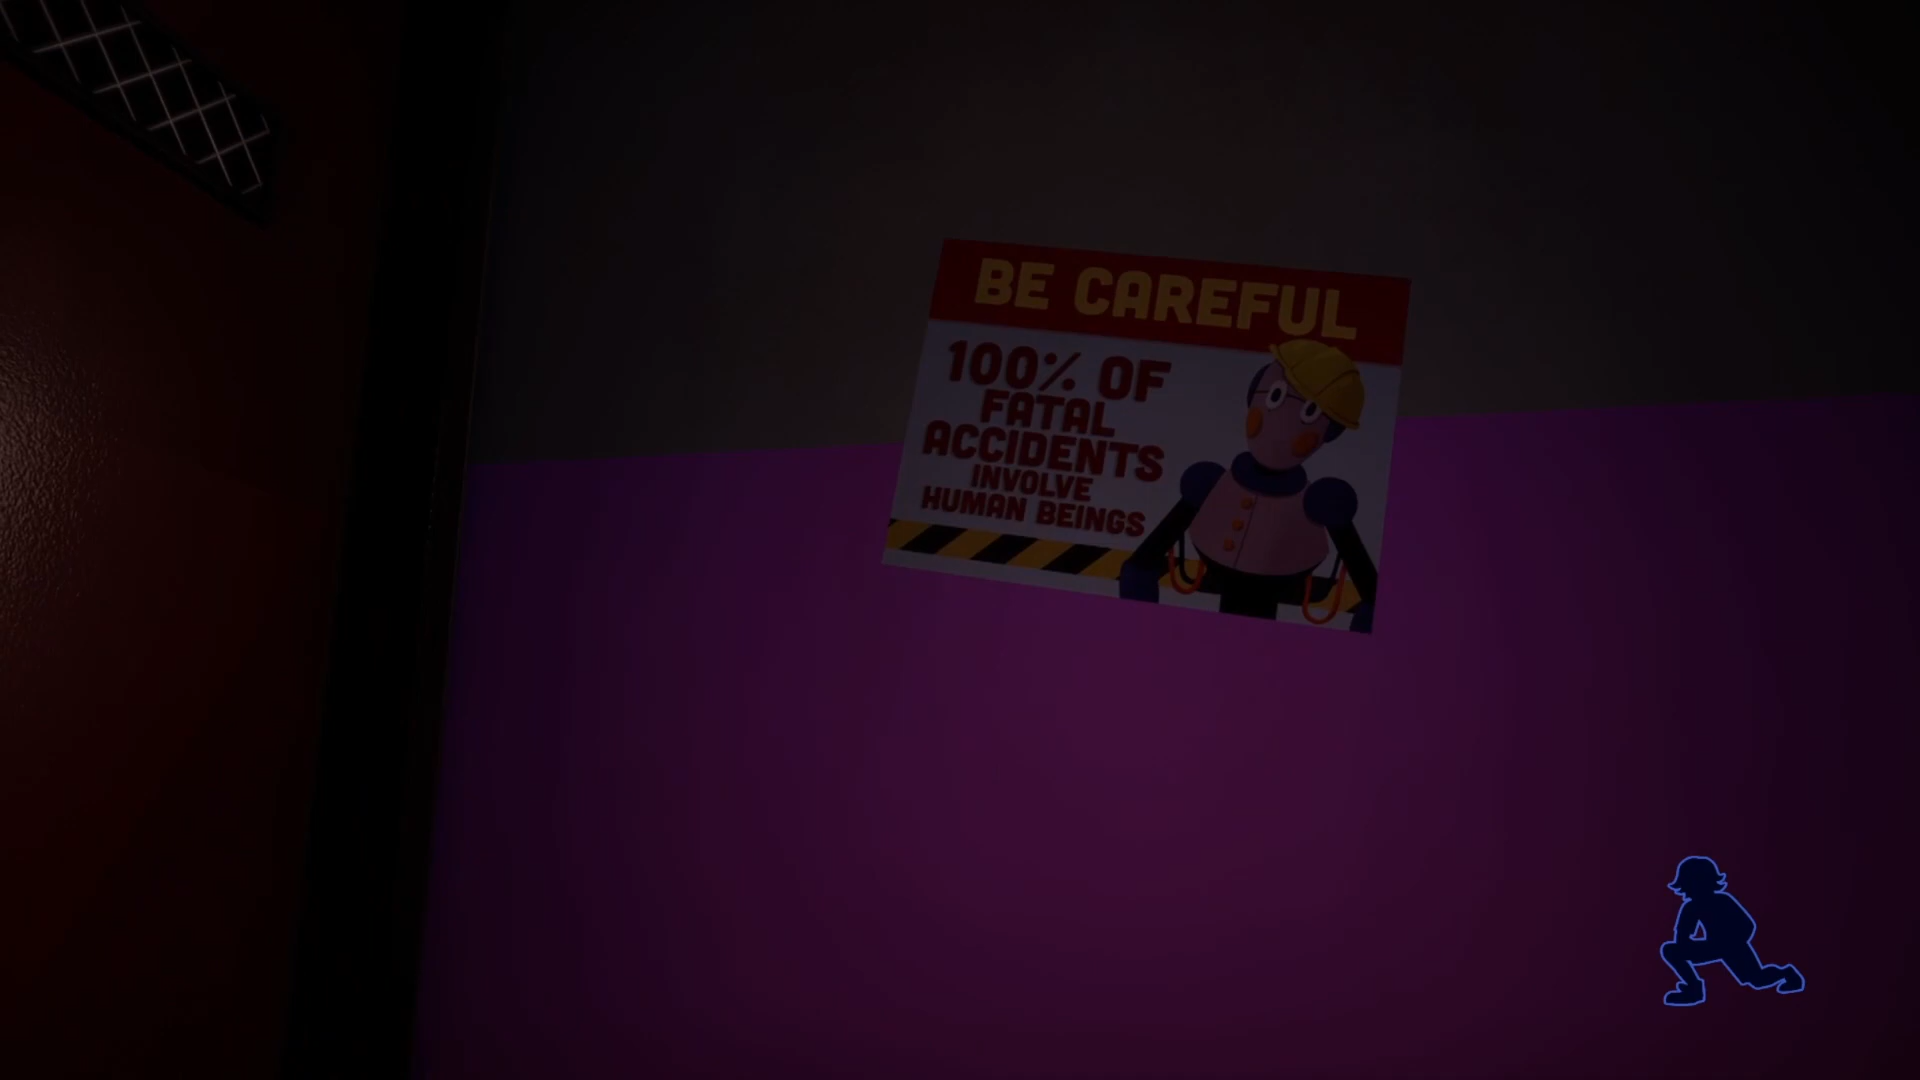 BE CAREFUL
100% OF
FATAL
ACCIDENTS
INVOLVE
HUMAN BEINGS